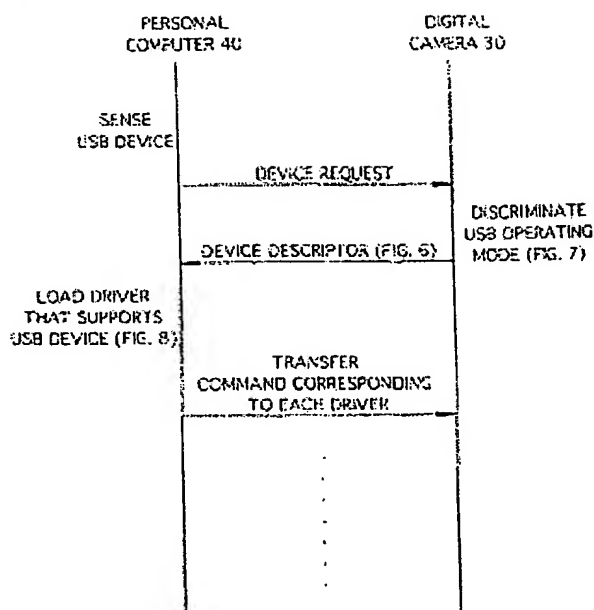 PERSONAL
COMPUTER 40
DIGITAL
CAMERA 30
SENSE
USB DEVICE
DEVICE REQUEST
DISCRIMINATE
USB OPERATING
MODE (FIG. 7)
DEVICE DESCRIPTOR (FIG. 6)
LOAD DRIVER
THAT SUPPORTS
USB DEVICE (FIG. 8)
TRANSFER
COMMAND CORRESPONDING
TO EACH DRIVER